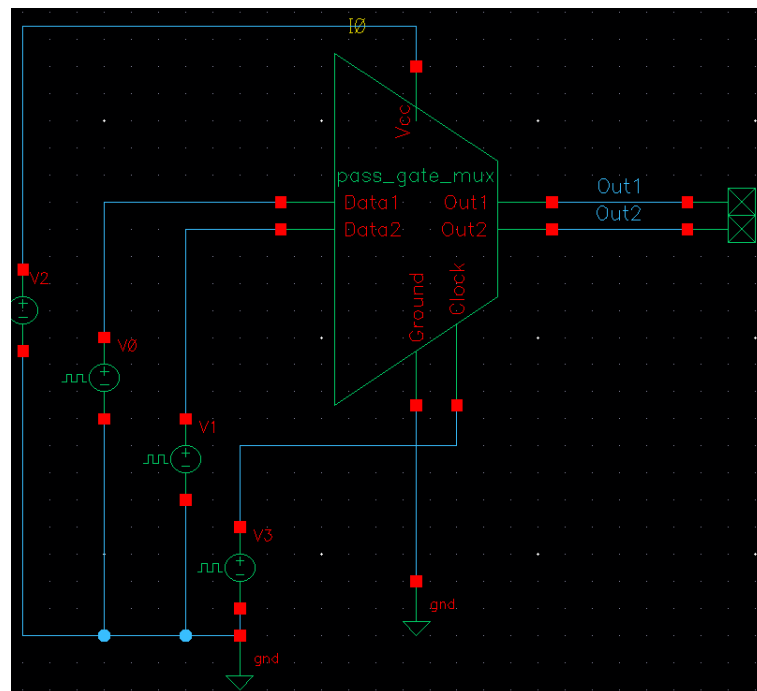 IØ
Vcc
pass_gate_mux
Data1 Out1
Data2 Out2
Out1
Out2
Ground
Clock
V2
VØ
V1
V3
gnd
gnd